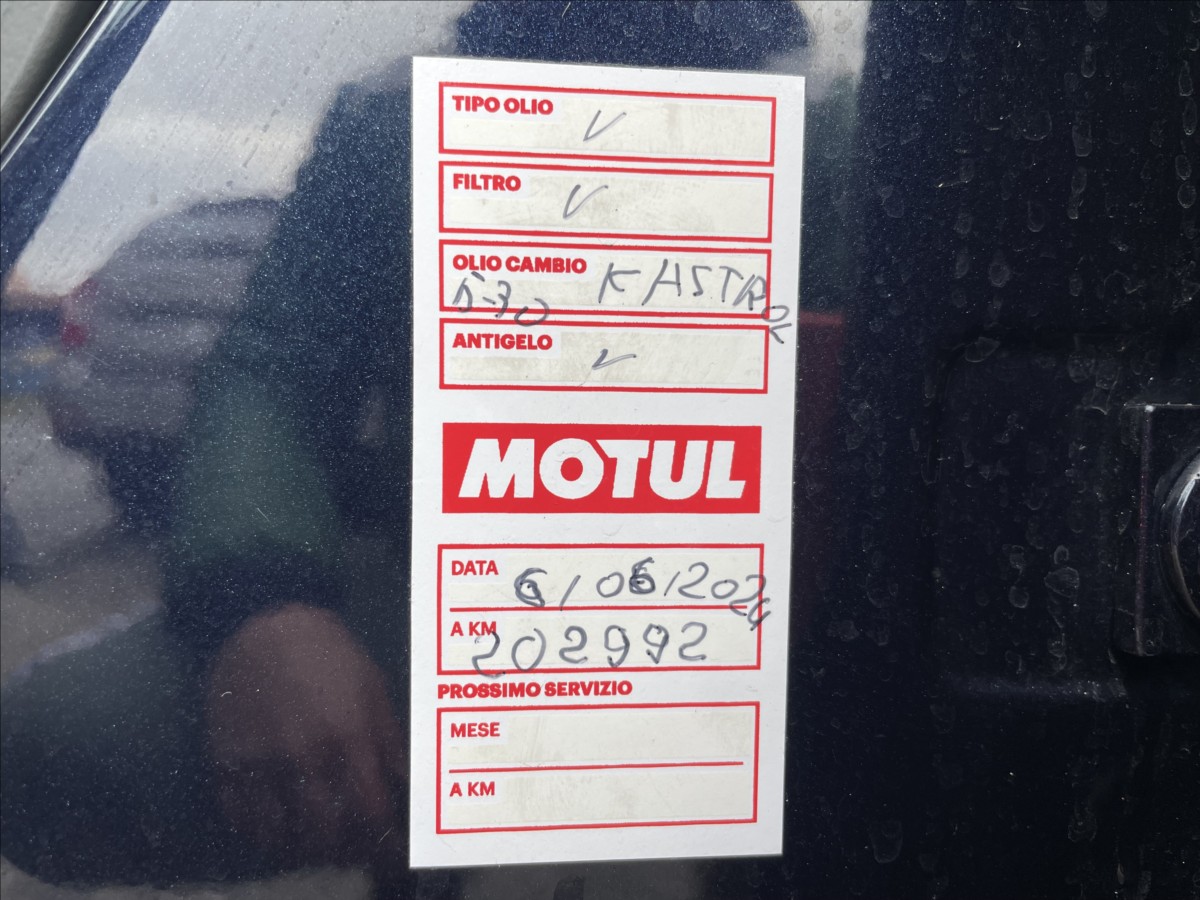 TIPO OLIO V
FILTRO V
OLIO CAMBIO KASTROL
5-30
ANTIGELO V
MOTUL
DATA 6/06/2024
A KM 202992
PROSSIMO SERVIZIO
MESE
A KM